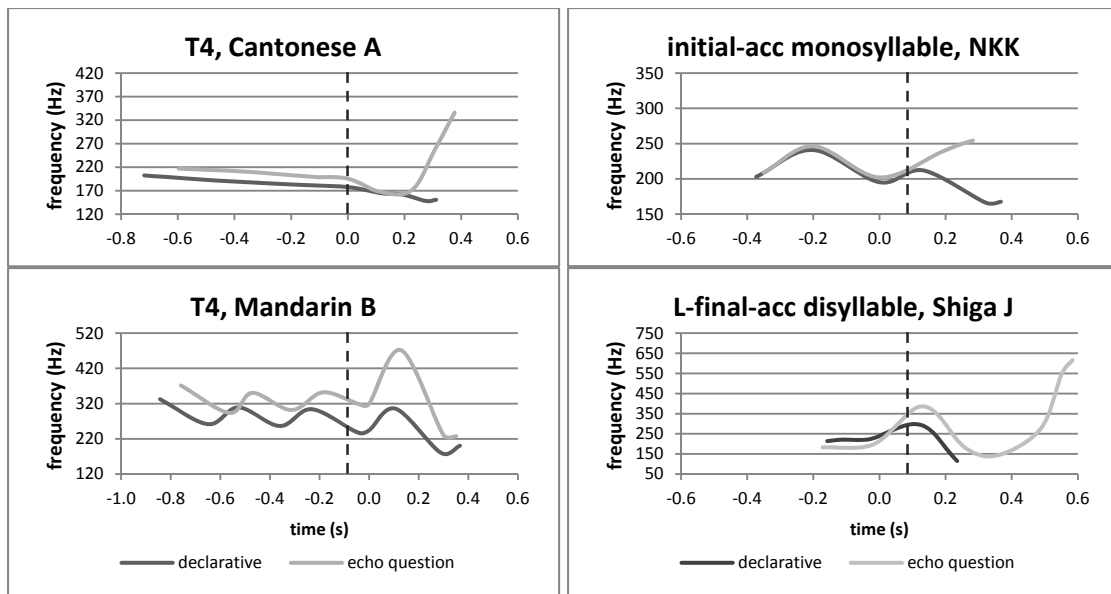 T4, Cantonese A
frequency (Hz)
420
370
320
270
220
170
120
-0.8 -0.6 -0.4 -0.2 0.0 0.2 0.4 0.6
initial-acc monosyllable, NKK
frequency (Hz)
350
300
250
200
150
-0.6 -0.4 -0.2 0.0 0.2 0.4 0.6
T4, Mandarin B
frequency (Hz)
520
420
320
220
120
-1.0 -0.8 -0.6 -0.4 -0.2 0.0 0.2 0.4 0.6
time (s)
declarative echo question
L-final-acc disyllable, Shiga J
frequency (Hz)
750
650
550
450
350
250
150
50
-0.6 -0.4 -0.2 0.0 0.2 0.4 0.6
time (s)
declarative echo question